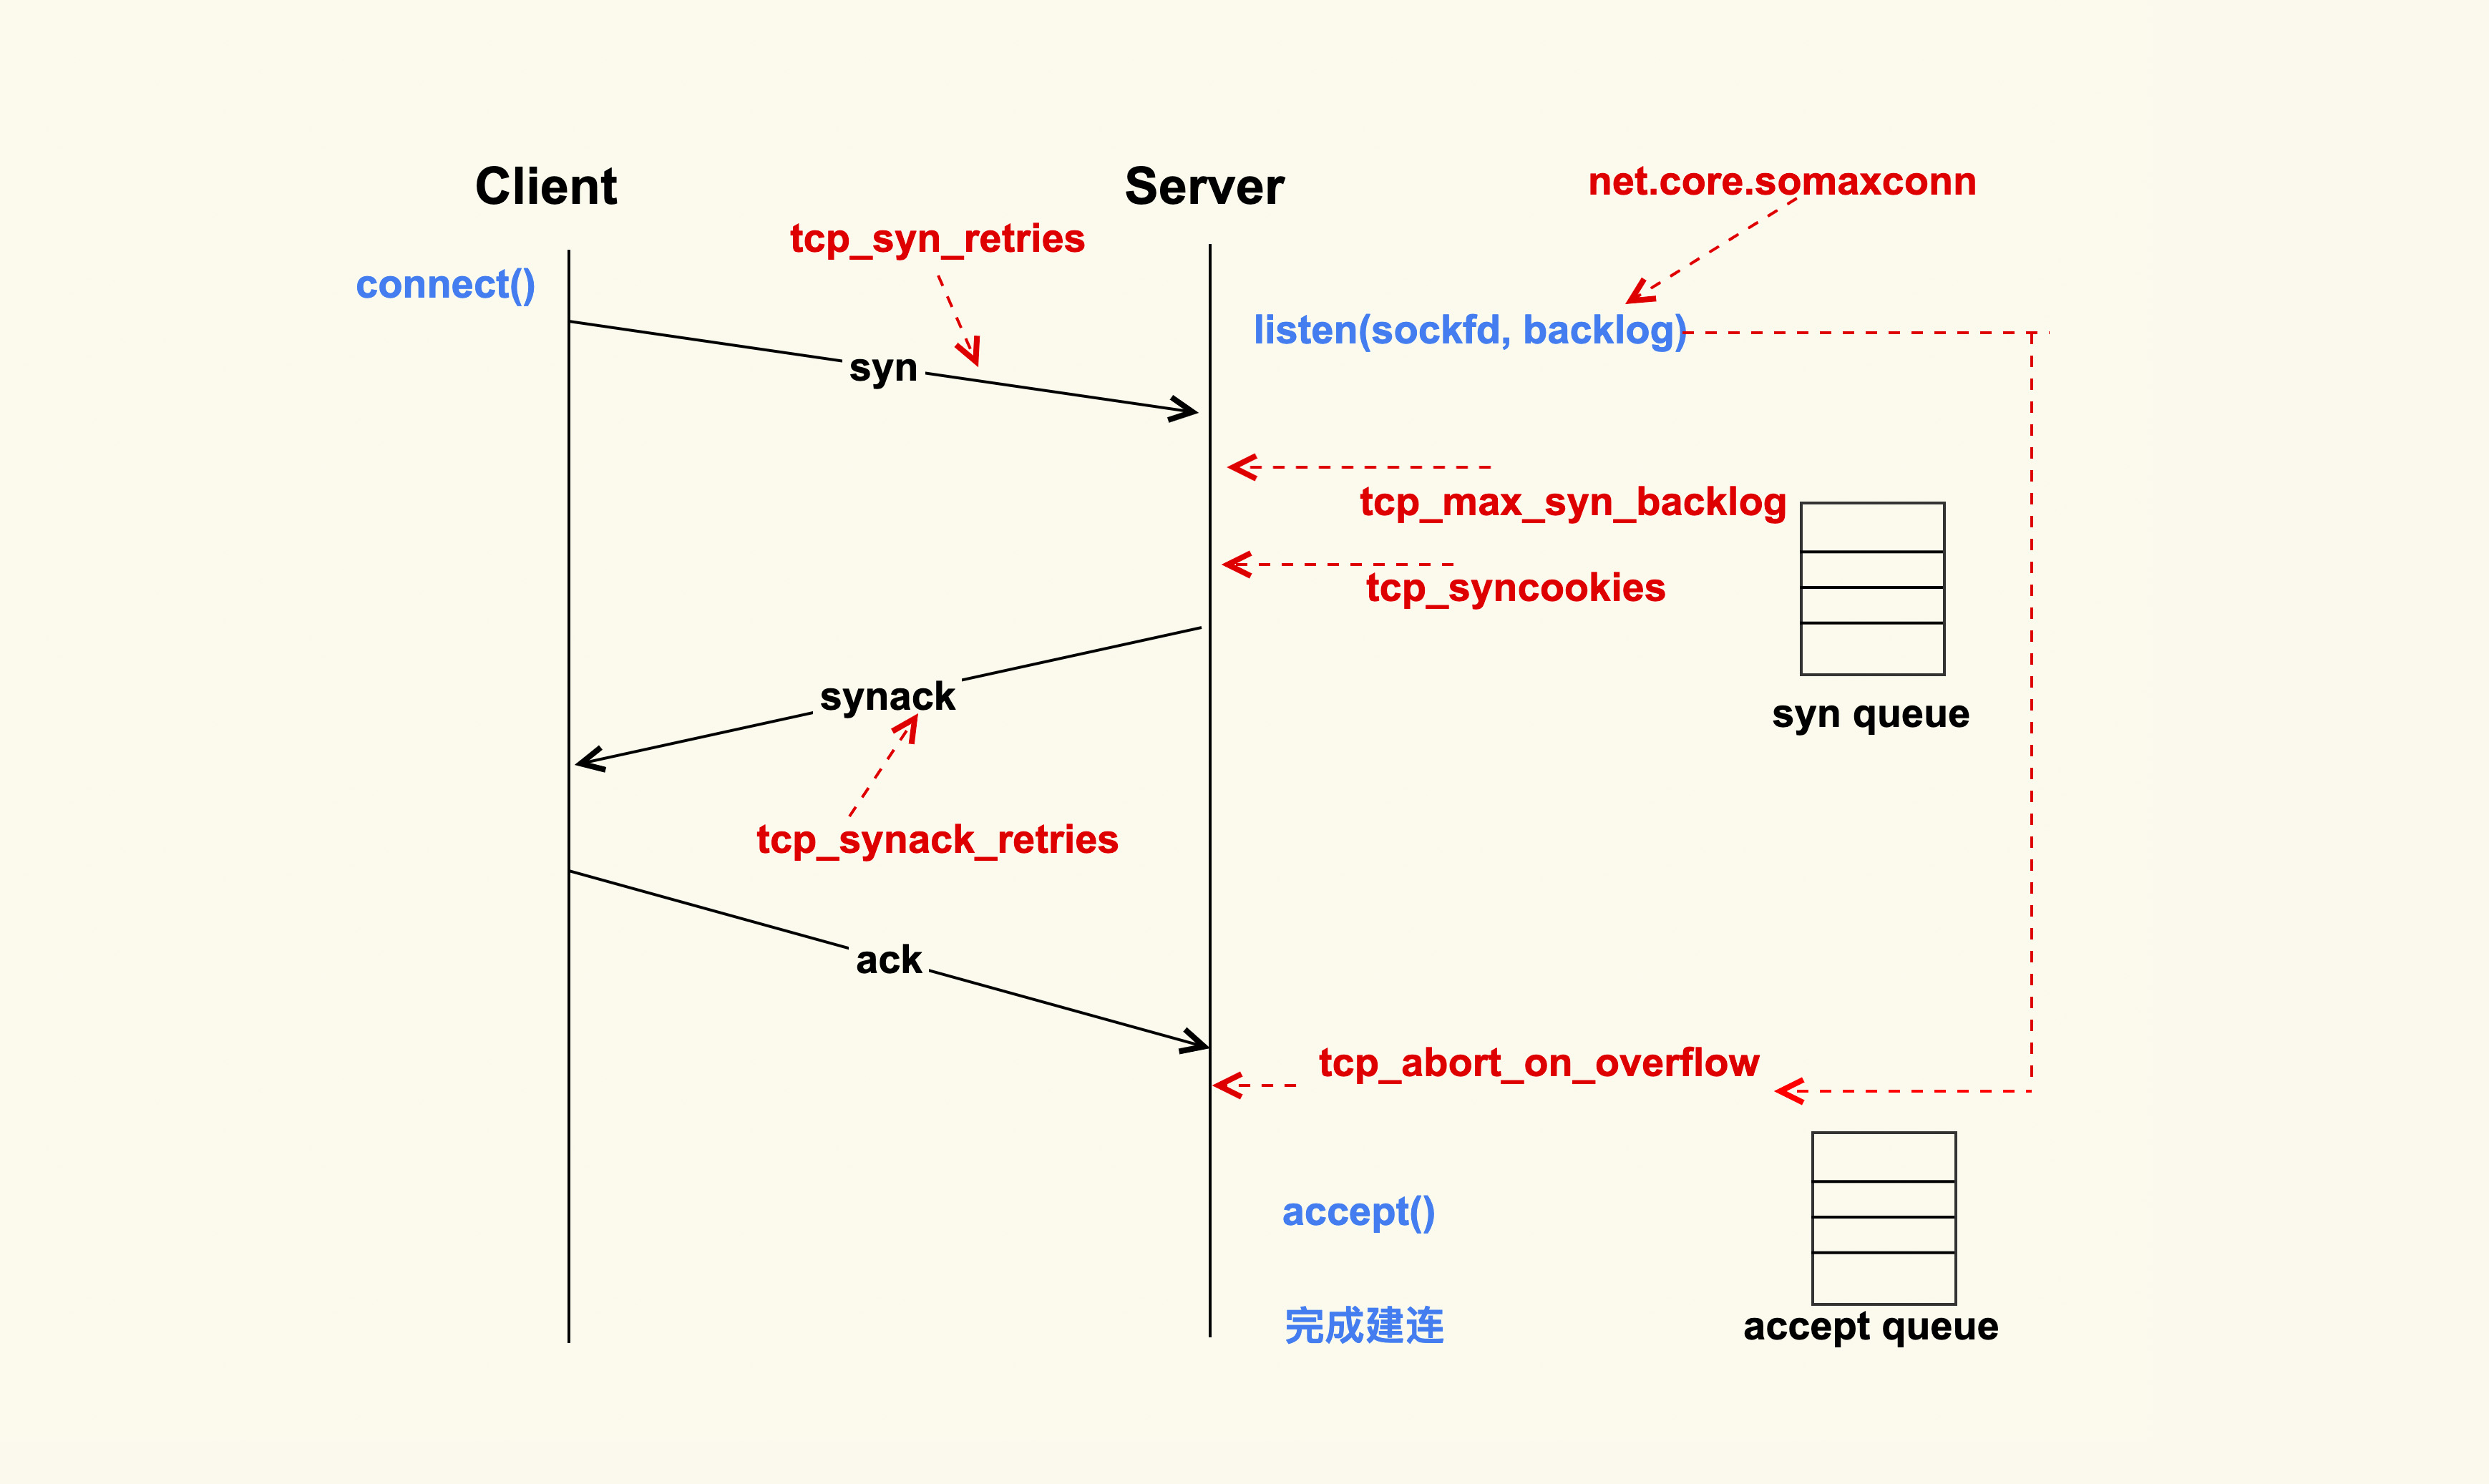 Client
Server
net.core.somaxconn
tcp_syn_retries
connect()
listen(sockfd, backlog)
syn
tcp_max_syn_backlog
tcp_syncookies
synack
syn queue
tcp_synack_retries
ack
tcp_abort_on_overflow
accept()
完成建连
accept queue